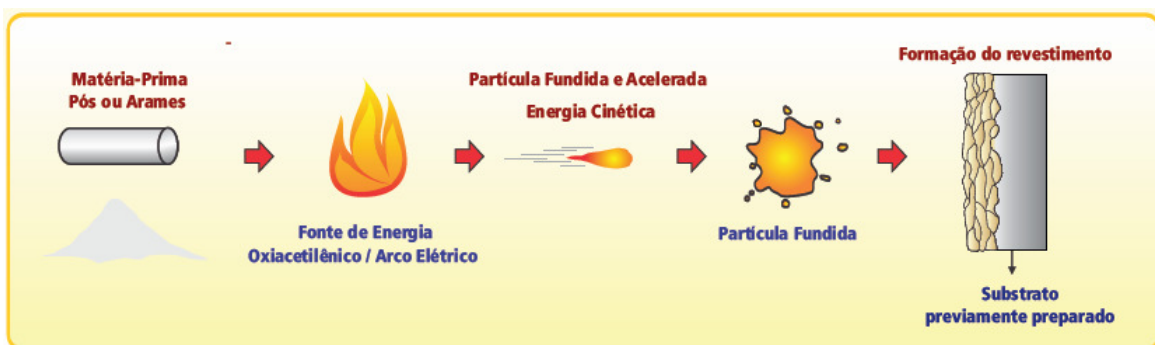 Matéria-Prima
Pós ou Arames
Fonte de Energia
Oxiacetilênico / Arco Elétrico
Partícula Fundida e Acelerada
Energia Cinética
Partícula Fundida
Formação do revestimento
Substrato
previamente preparado